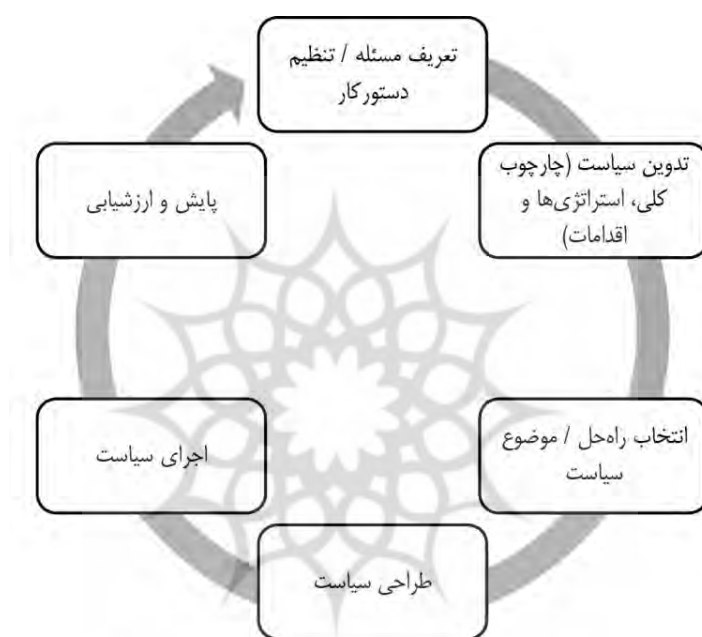 تعریف مسئله / تنظیم
دستورکار
تدوین سیاست (چارچوب
کلی، استراتژی‌ها و
اقدامات)
انتخاب راه‌حل / موضوع
سیاست
طراحی سیاست
اجرای سیاست
پایش و ارزشیابی